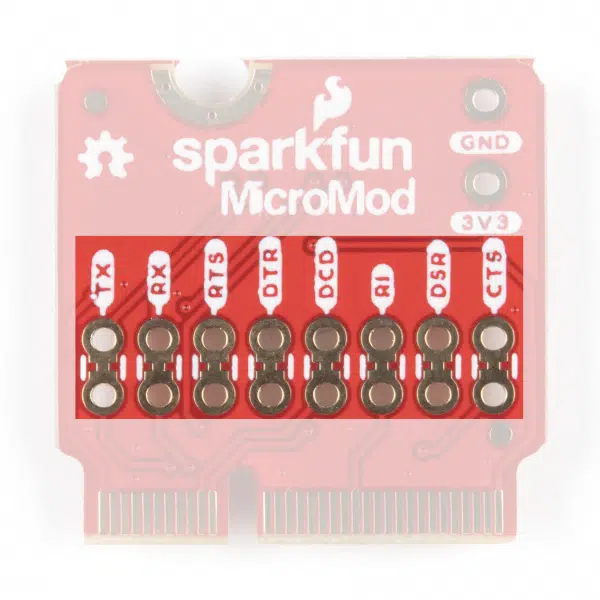 sparkfun
MicroMod
GND
3V3
TX RX RTS DTR DCD RI DSR CTS